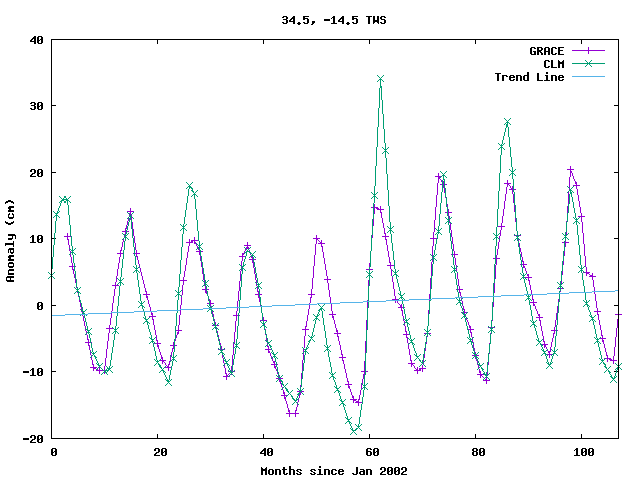 34.5, -14.5 TWS
GRACE
CLM
Trend Line
40
30
20
10
0
-10
-20
Anomaly (cm)
0 20 40 60 80 100
Months since Jan 2002